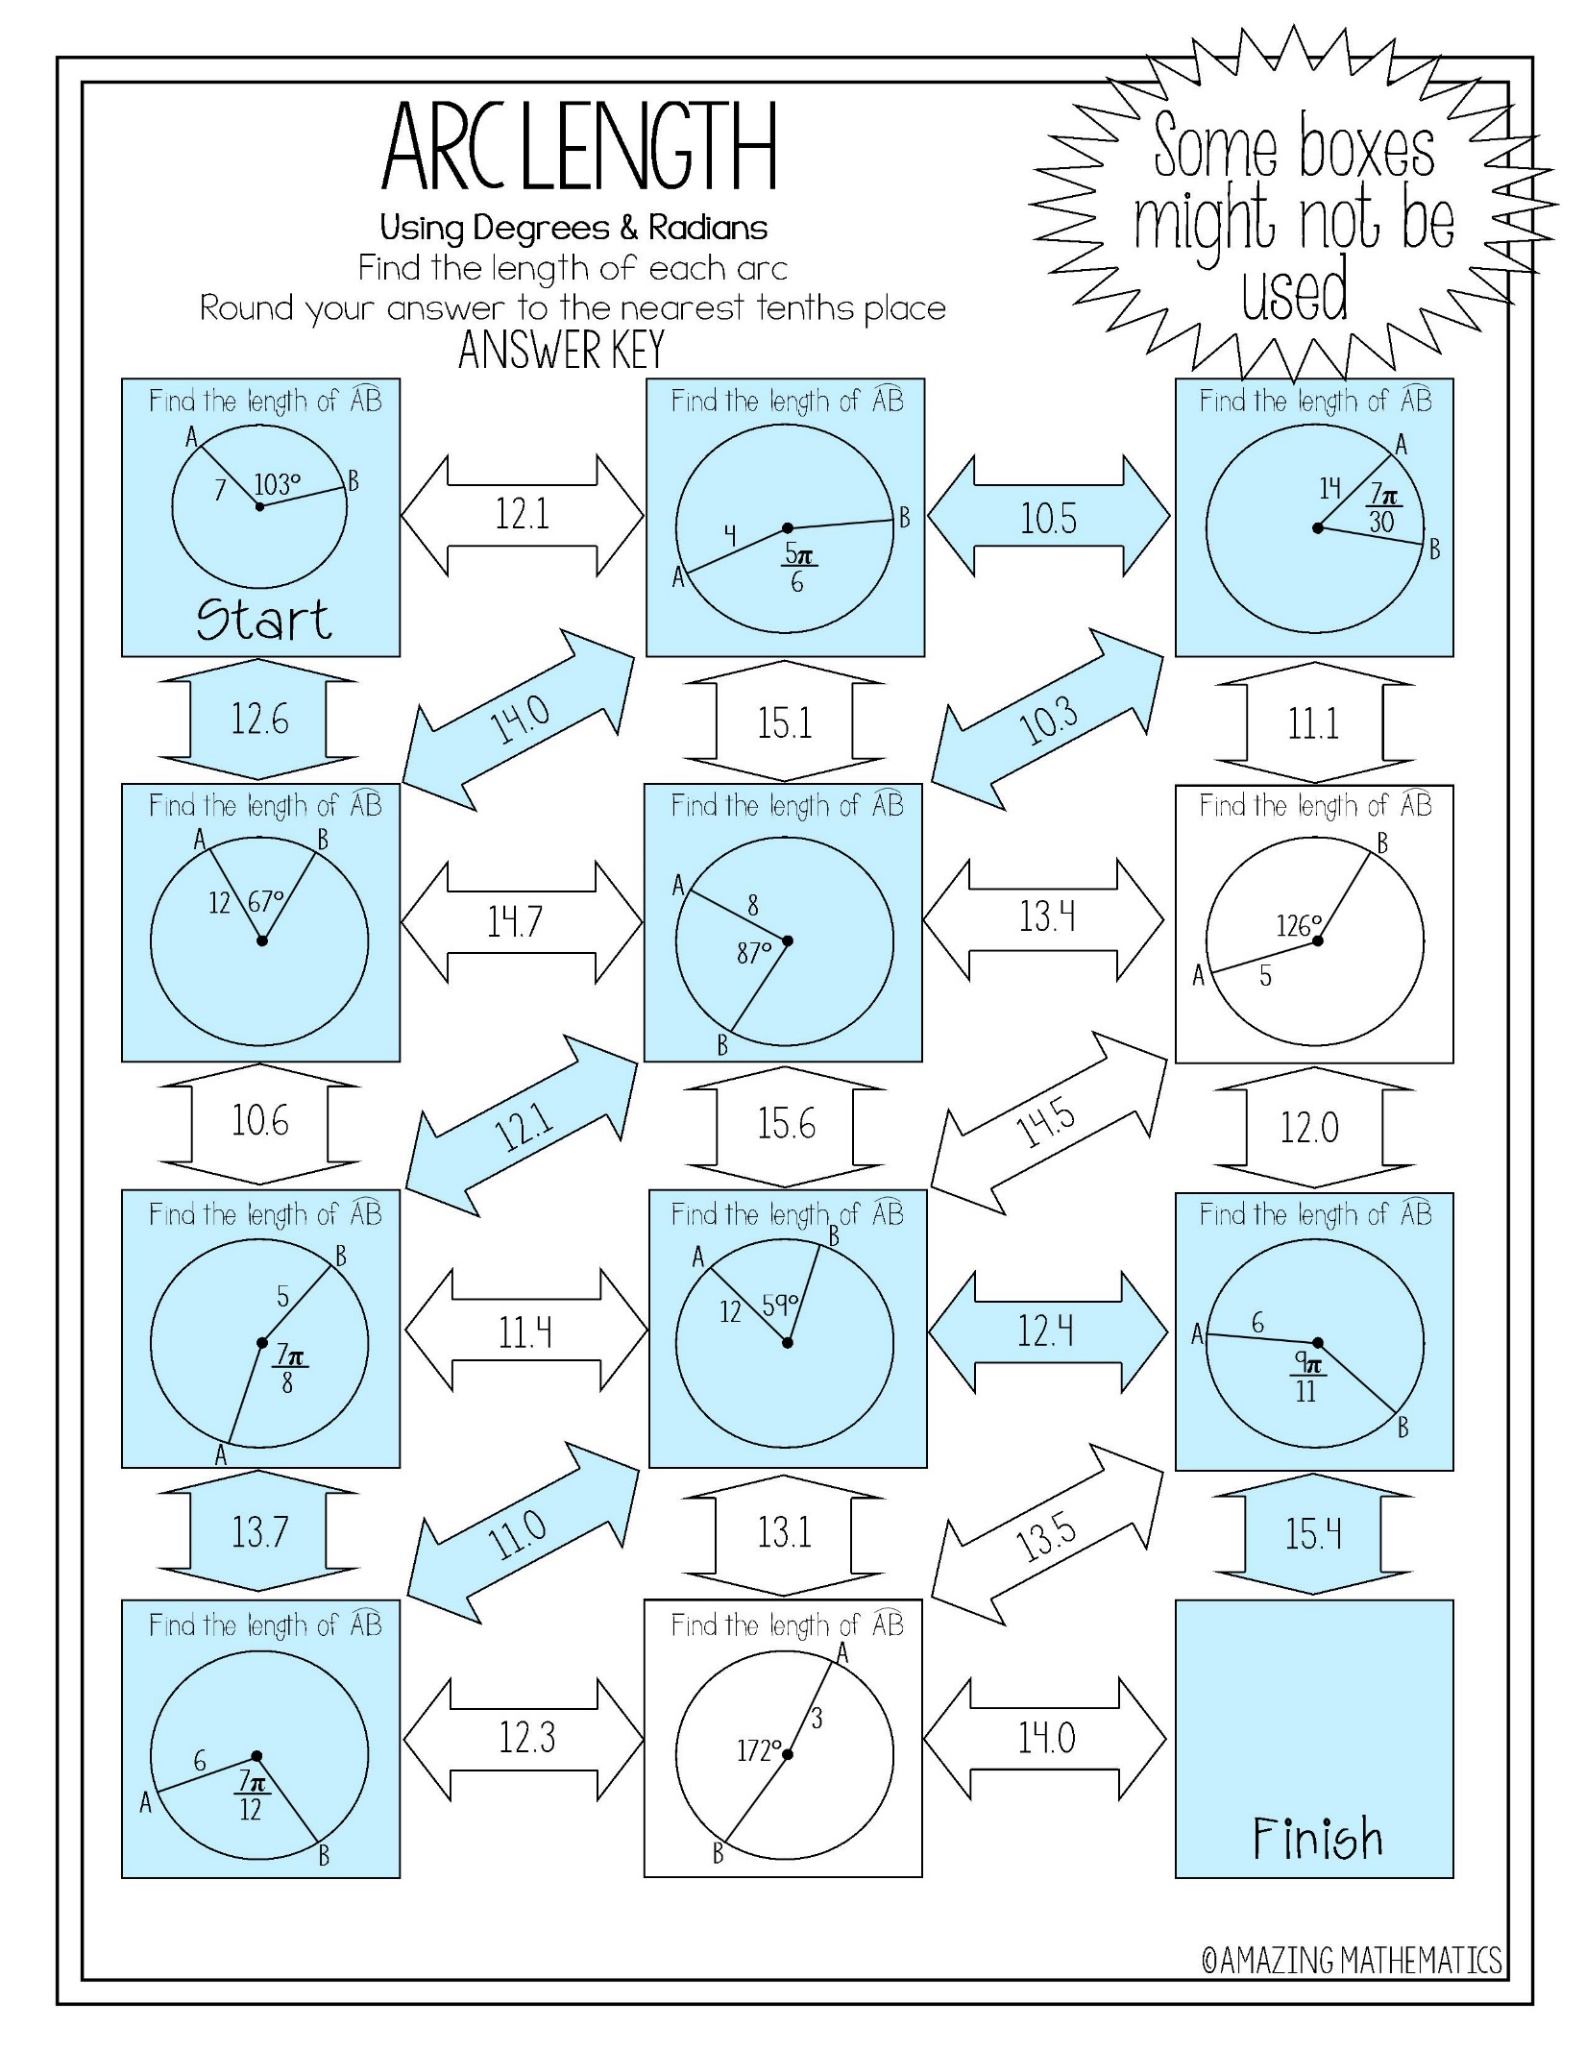 ARC LENGTH
Using Degrees & Radians
Find the length of each arc
Round your answer to the nearest tenths place
ANSWER KEY
Some boxes
might not be
used
Find the length of AB
A
7
103°
B
Start
12.1
Find the length of AB
4
B
A
5π
6
10.5
Find the length of AB
A
14
7π
30
B
12.6
14.0
15.1
10.3
11.1
Find the length of AB
A
B
12
67°
14.7
Find the length of AB
A
8
87°
B
13.4
Find the length of AB
B
126°
A
5
10.6
12.1
15.6
14.5
12.0
Find the length of AB
B
5
7π
8
A
11.4
Find the length of AB
B
A
12
59°
12.4
Find the length of AB
A
6
9π
11
B
13.7
11.0
13.1
13.5
15.4
Find the length of AB
6
7π
12
A
B
12.3
Find the length of AB
A
3
172°
B
14.0
Finish
©AMAZING MATHEMATICS